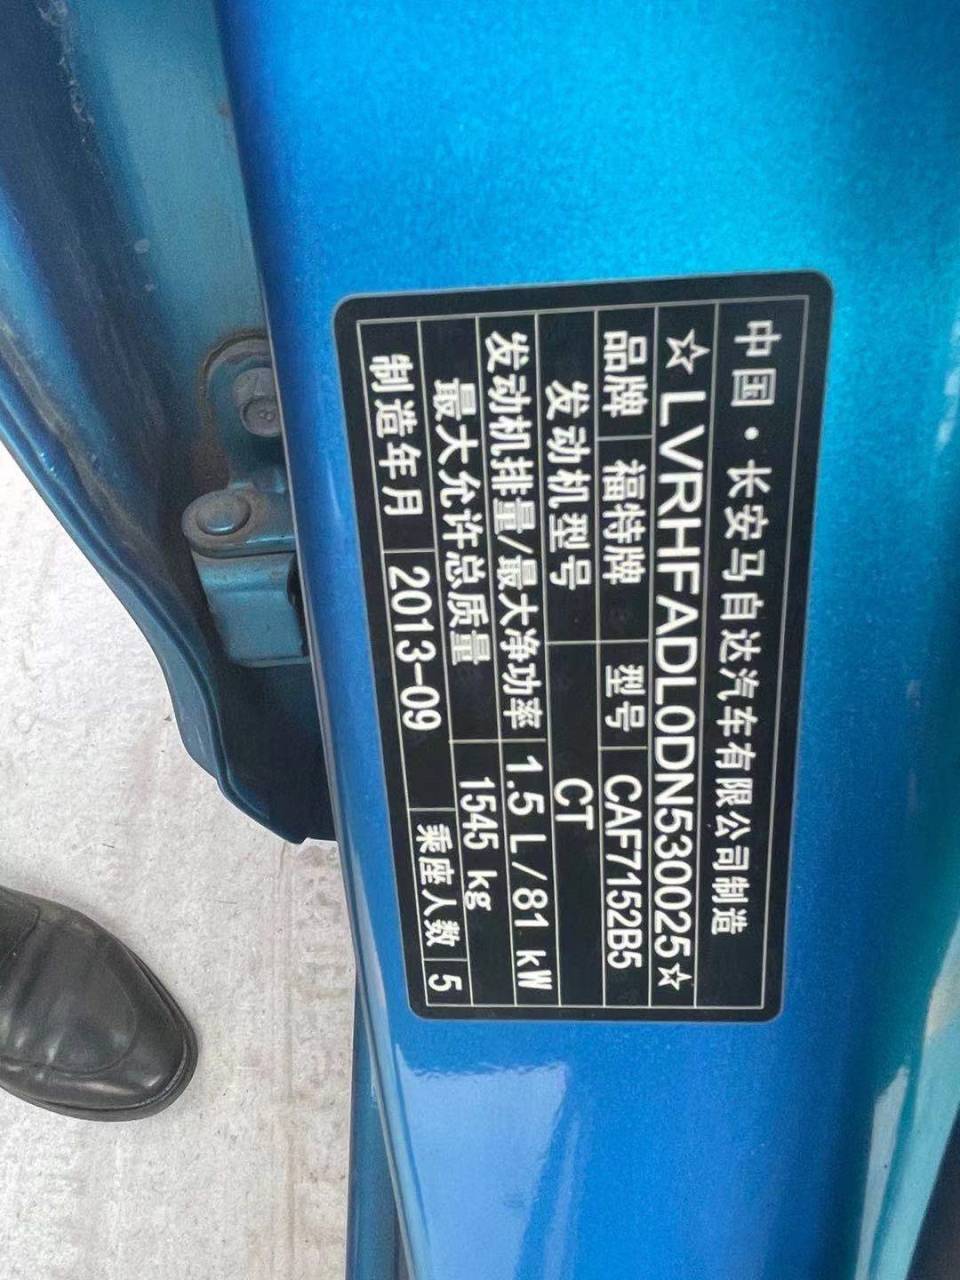 中国·长安马自达汽车有限公司制造
☆LVRHFADL0DN530025☆
品牌 福特牌 型号 CAF7152B5
发动机型号 CT
发动机排量/最大净功率 1.5 L/81 kW
最大允许总质量 1545 kg
制造年月 2013-09 乘座人数 5